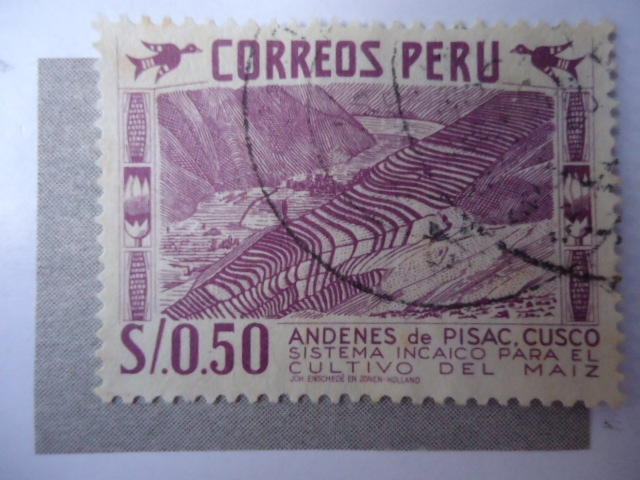 CORREOS PERU
S/.0.50
ANDENES de PISAC, CUSCO
SISTEMA INCAICO PARA EL
CULTIVO DEL MAIZ
JOH. ENSCHEDÉ EN ZONEN-HOLLAND